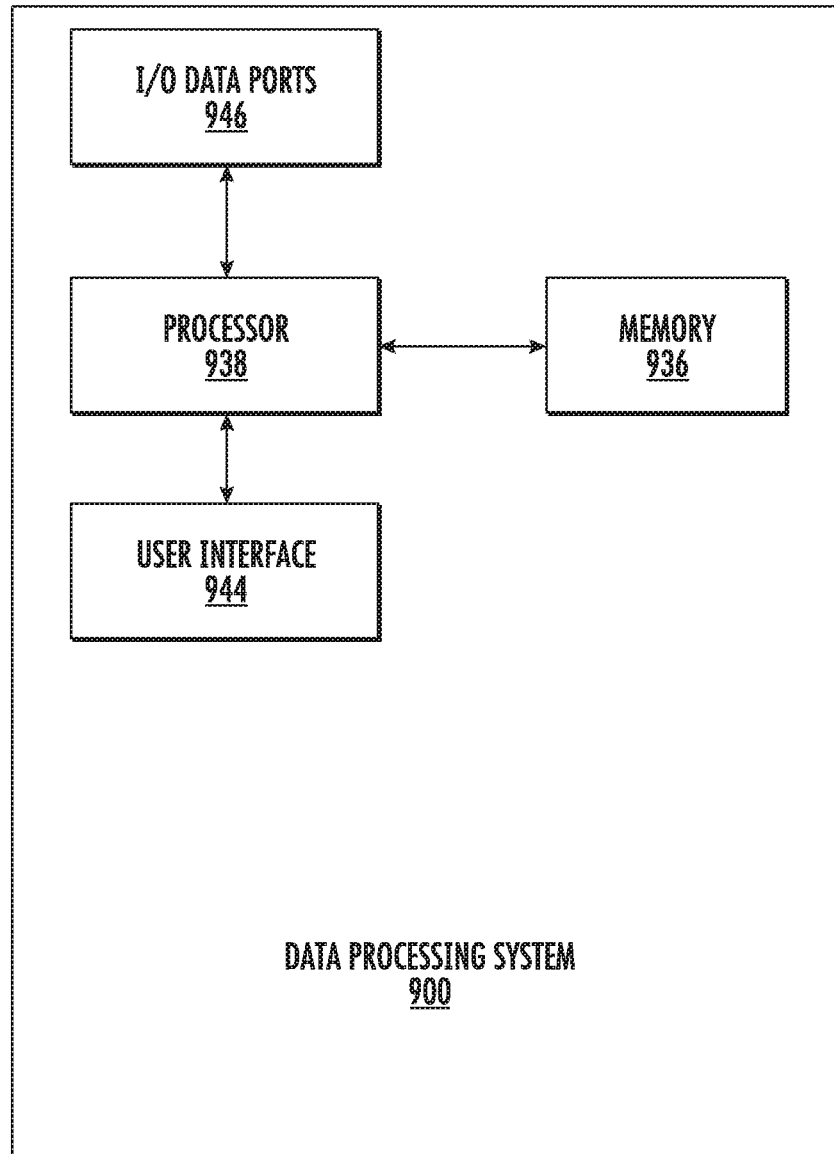 I/O DATA PORTS
946
PROCESSOR
938
MEMORY
936
USER INTERFACE
944
DATA PROCESSING SYSTEM
900